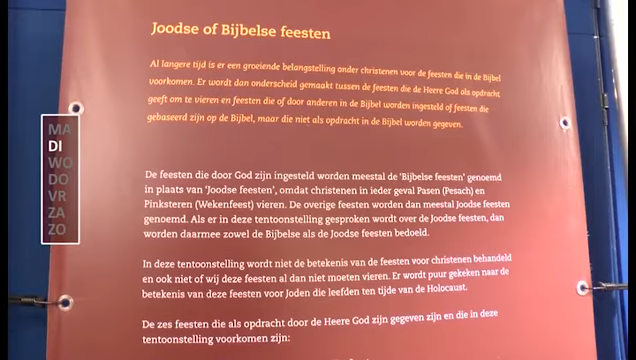 Joodse of Bijbelse feesten
Al langere tijd is er een groeiende belangstelling onder christenen voor de feesten die in de Bijbel
voorkomen. Er wordt dan onderscheid gemaakt tussen de feesten die de Heere God als opdracht
geeft om te vieren en feesten die of door anderen in de Bijbel worden ingesteld of feesten die
gebaseerd zijn op de Bijbel, maar die niet als opdracht in de Bijbel worden gegeven.
De feesten die door God zijn ingesteld worden meestal de 'Bijbelse feesten' genoemd
in plaats van 'Joodse feesten', omdat christenen in ieder geval Pasen (Pesach) en
Pinksteren (Wekenfeest) vieren. De overige feesten worden dan meestal Joodse feesten
genoemd. Als er in deze tentoonstelling gesproken wordt over de Joodse feesten, dan
worden daarmee zowel de Bijbelse als de Joodse feesten bedoeld.
In deze tentoonstelling wordt niet de betekenis van de feesten voor christenen behandeld
en ook niet of wij deze feesten al dan niet moeten vieren. Er wordt puur gekeken naar de
betekenis van deze feesten voor Joden die leefden ten tijde van de Holocaust.
De zes feesten die als opdracht door de Heere God zijn gegeven zijn en die in deze
tentoonstelling voorkomen zijn:
MA
DI
WO
DO
VR
ZA
ZO